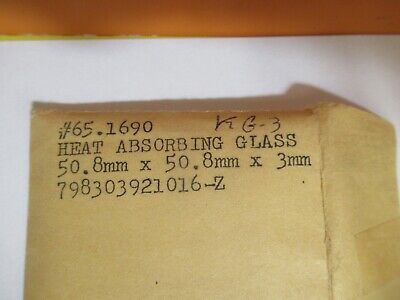 #65.1690 KG-3
HEAT ABSORBING GLASS
50.8mm x 50.8mm x 3mm
798303921016-Z